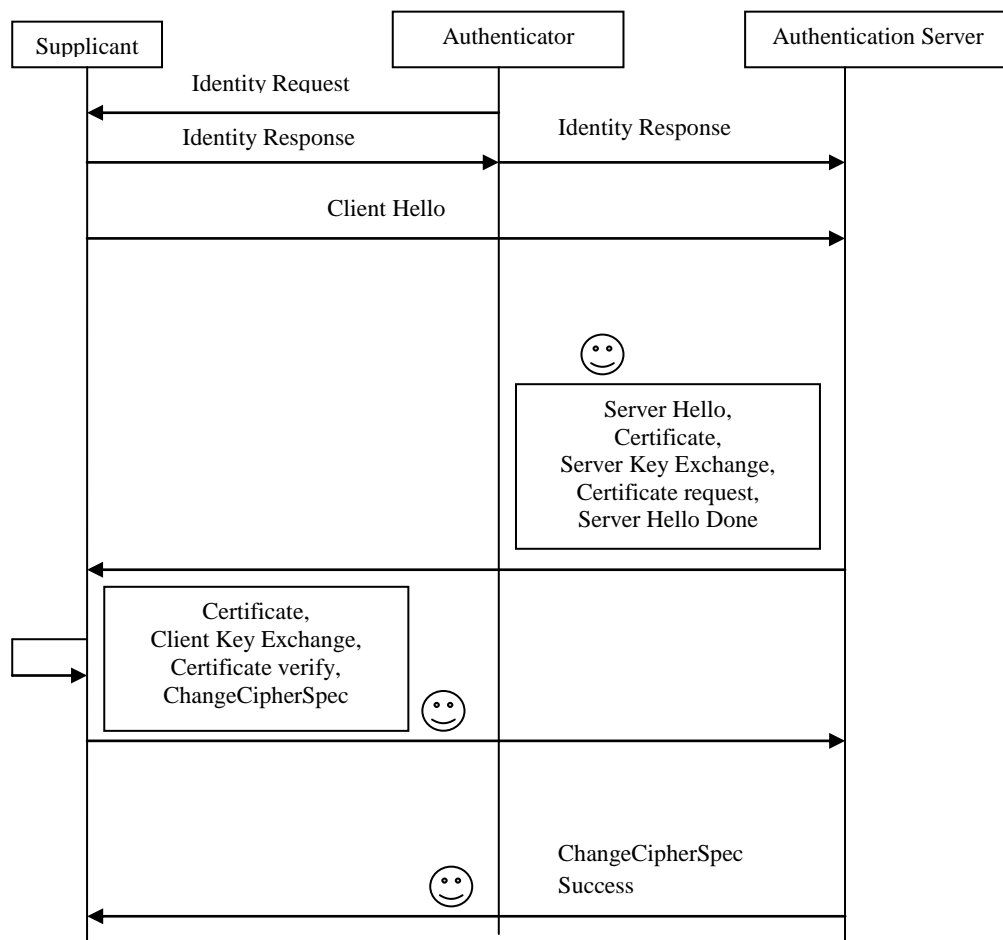 Supplicant
Authenticator
Authentication Server
Identity Request
Identity Response
Identity Response
Client Hello
Server Hello,
Certificate,
Server Key Exchange,
Certificate request,
Server Hello Done
Certificate,
Client Key Exchange,
Certificate verify,
ChangeCipherSpec
ChangeCipherSpec
Success